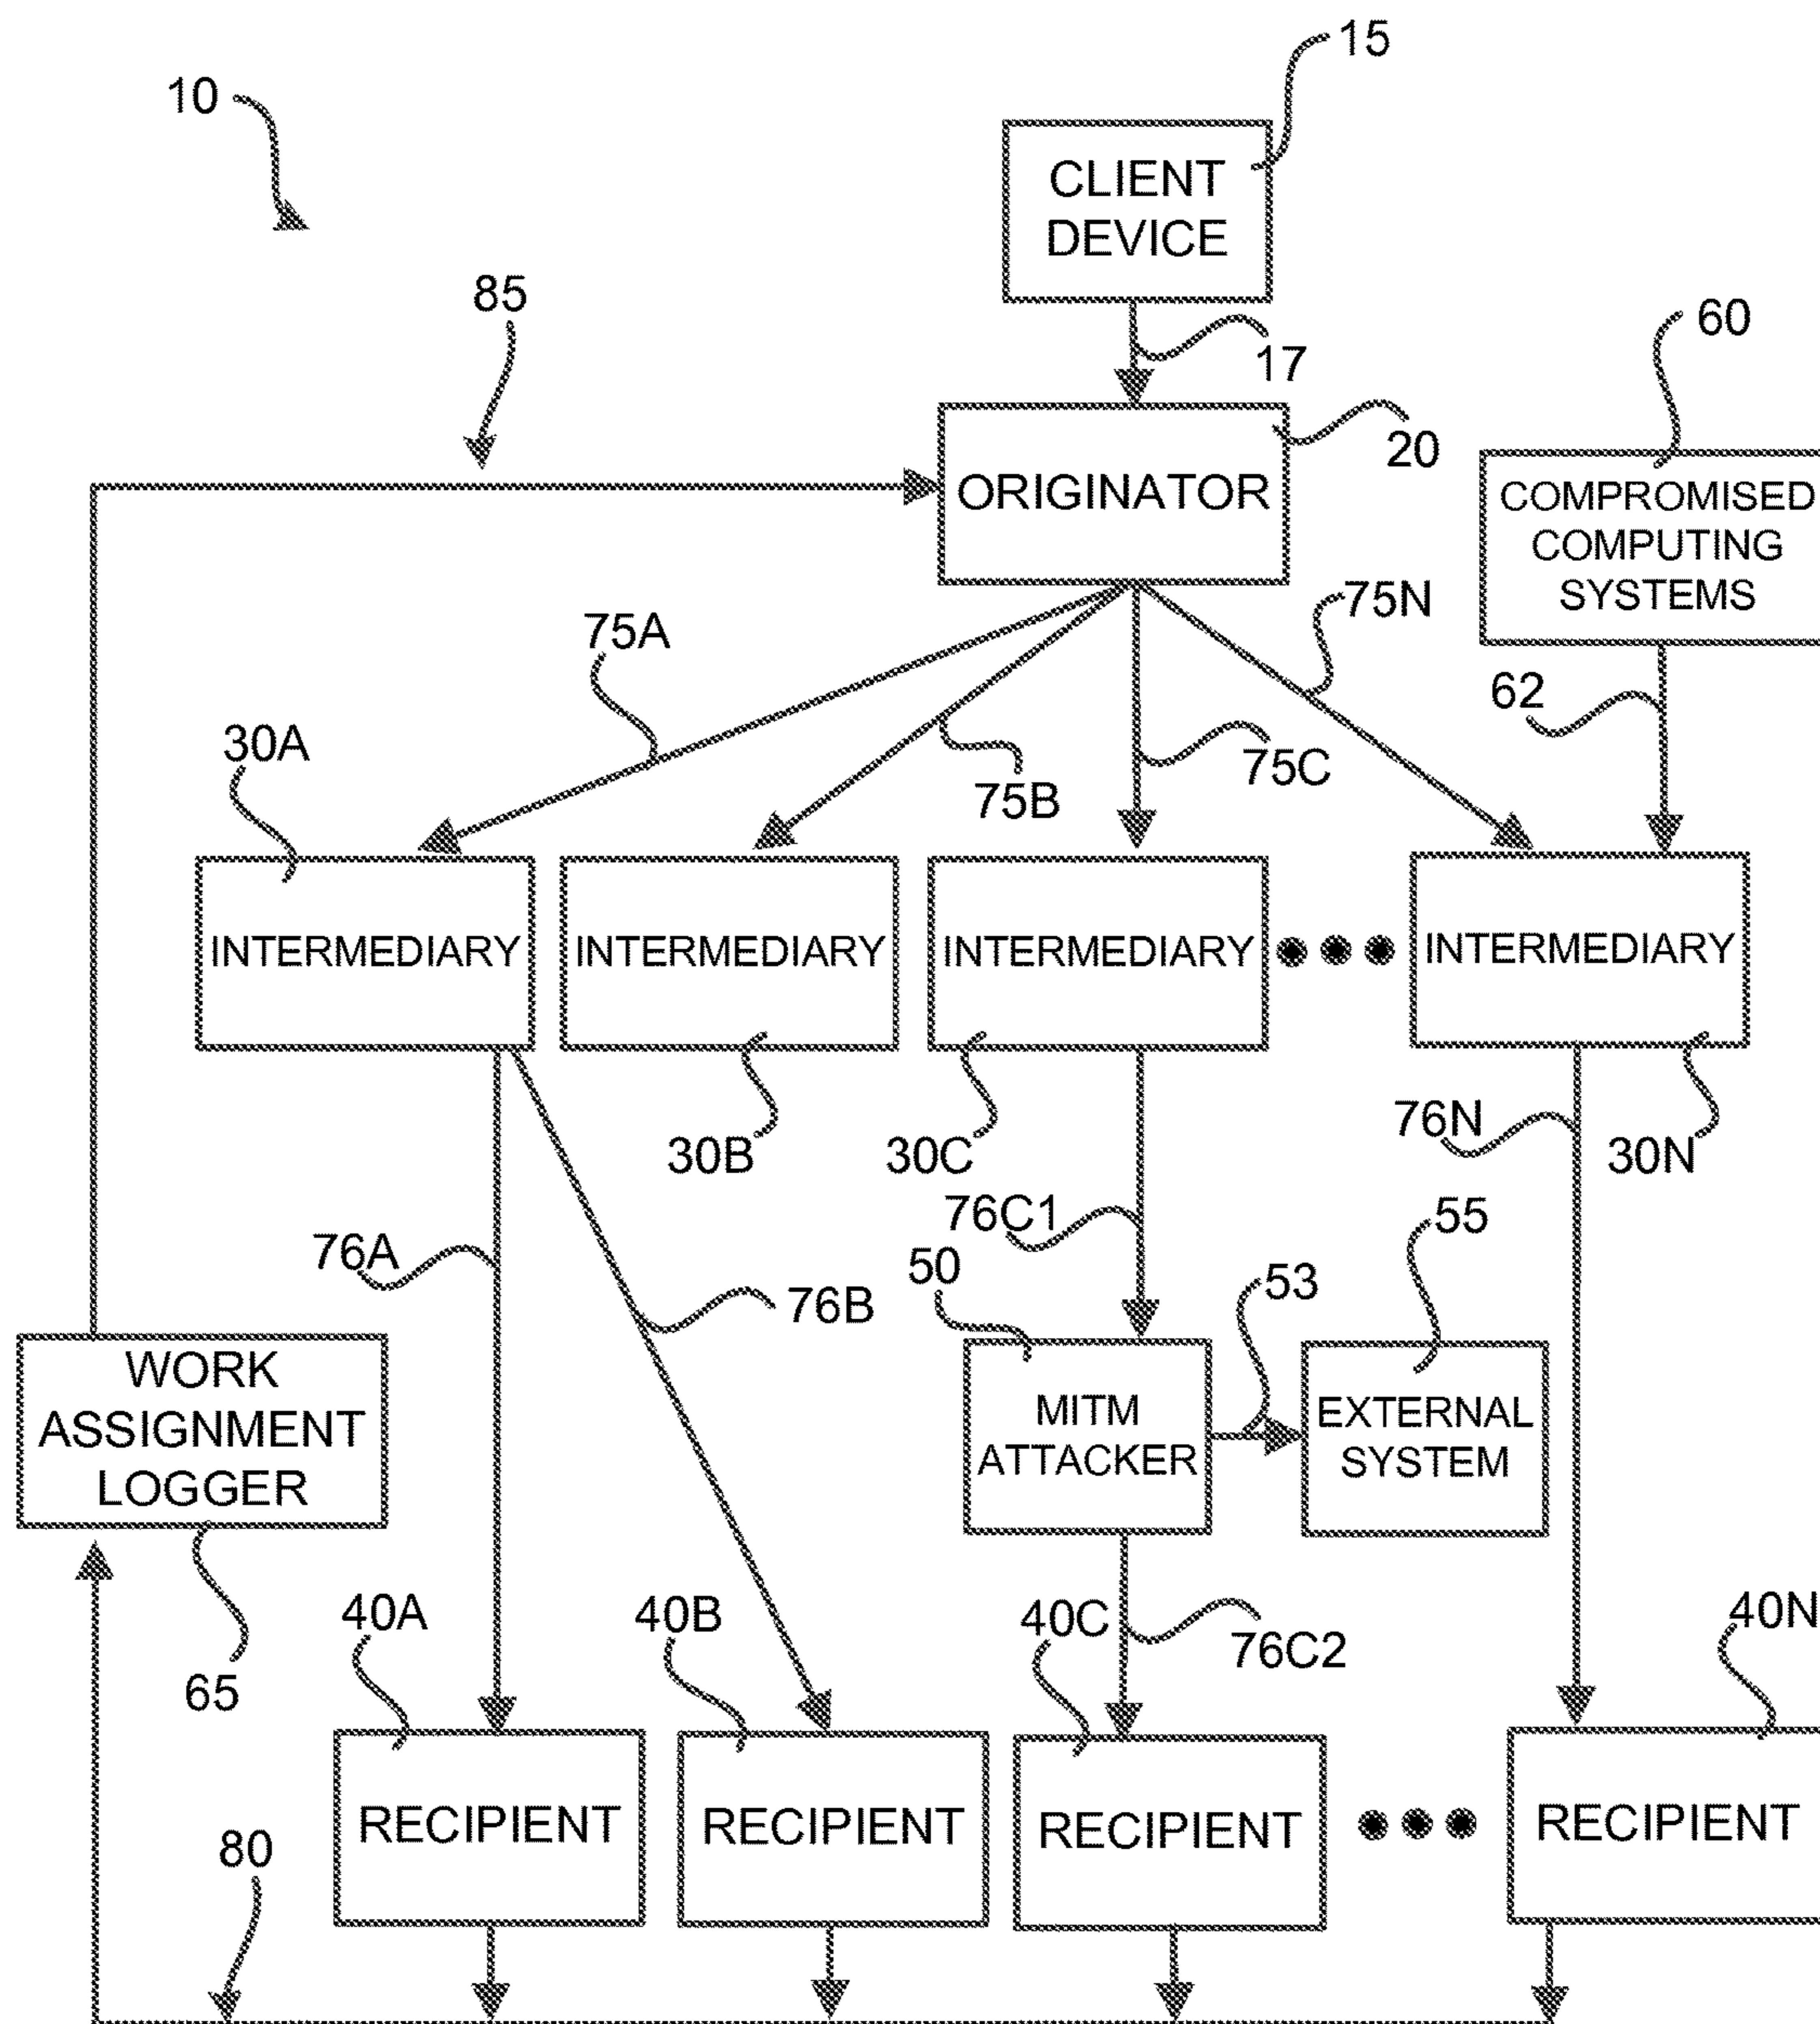 15
10
CLIENT
DEVICE
85
17
60
20
ORIGINATOR
COMPROMISED
COMPUTING
SYSTEMS
75N
75A
62
30A
75C
75B
INTERMEDIARY
INTERMEDIARY
INTERMEDIARY
INTERMEDIARY
76N
30B
30C
30N
76C1
55
76A
50
53
76B
WORK
ASSIGNMENT
LOGGER
MITM
ATTACKER
EXTERNAL
SYSTEM
40A
40B
40C
40N
76C2
65
RECIPIENT
RECIPIENT
RECIPIENT
RECIPIENT
80